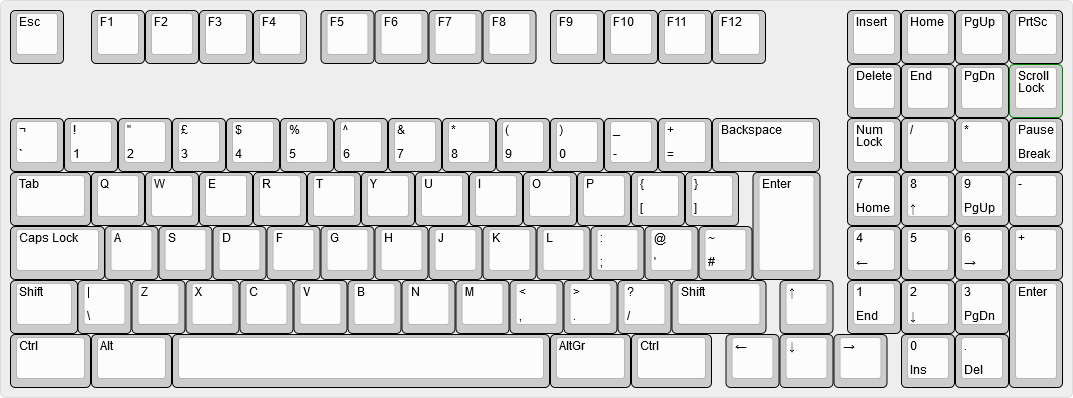 Esc F1 F2 F3 F4 F5 F6 F7 F8 F9 F10 F11 F12 Insert Home PgUp PrtSc
Delete End PgDn Scroll
Lock
¬ ! " £ $ % ^ & * ( ) _ + Backspace Num / * Pause
Lock
` 1 2 3 4 5 6 7 8 9 0 - = Break
Tab Q W E R T Y U I O P { } Enter 7 8 9 -
[ ] Home ↑ PgUp
Caps Lock A S D F G H J K L : @ ~ 4 5 6 +
; ' # ← →
Shift | Z X C V B N M < > ? Shift ↑ 1 2 3 Enter
\ , . / End ↓ PgDn
Ctrl Alt AltGr Ctrl ← ↓ → 0 .
Ins Del